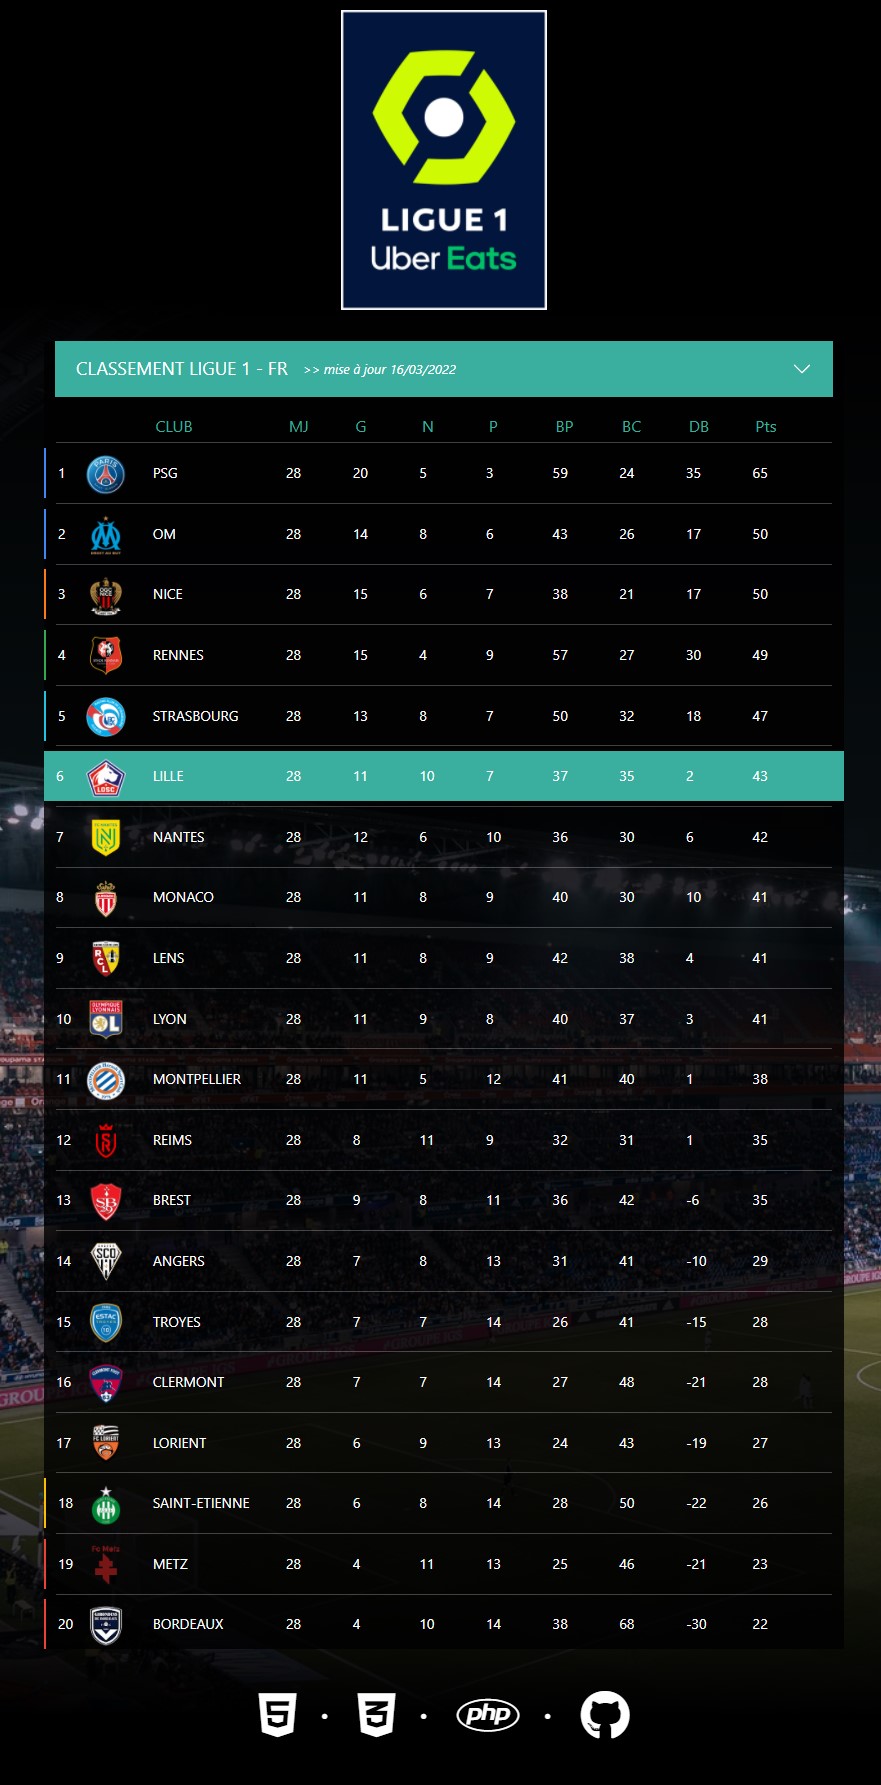 LIGUE 1
Uber Eats
CLASSEMENT LIGUE 1 - FR >> mise à jour 16/03/2022
CLUB MJ G N P BP BC DB Pts
1 PSG 28 20 5 3 59 24 35 65
2 OM 28 14 8 6 43 26 17 50
3 NICE 28 15 6 7 38 21 17 50
4 RENNES 28 15 4 9 57 27 30 49
5 STRASBOURG 28 13 8 7 50 32 18 47
6 LILLE 28 11 10 7 37 35 2 43
7 NANTES 28 12 6 10 36 30 6 42
8 MONACO 28 11 8 9 40 30 10 41
9 LENS 28 11 8 9 42 38 4 41
10 LYON 28 11 9 8 40 37 3 41
11 MONTPELLIER 28 11 5 12 41 40 1 38
12 REIMS 28 8 11 9 32 31 1 35
13 BREST 28 9 8 11 36 42 -6 35
14 ANGERS 28 7 8 13 31 41 -10 29
15 TROYES 28 7 7 14 26 41 -15 28
16 CLERMONT 28 7 7 14 27 48 -21 28
17 LORIENT 28 6 9 13 24 43 -19 27
18 SAINT-ETIENNE 28 6 8 14 28 50 -22 26
19 METZ 28 4 11 13 25 46 -21 23
20 BORDEAUX 28 4 10 14 38 68 -30 22
5 • 3 • php •